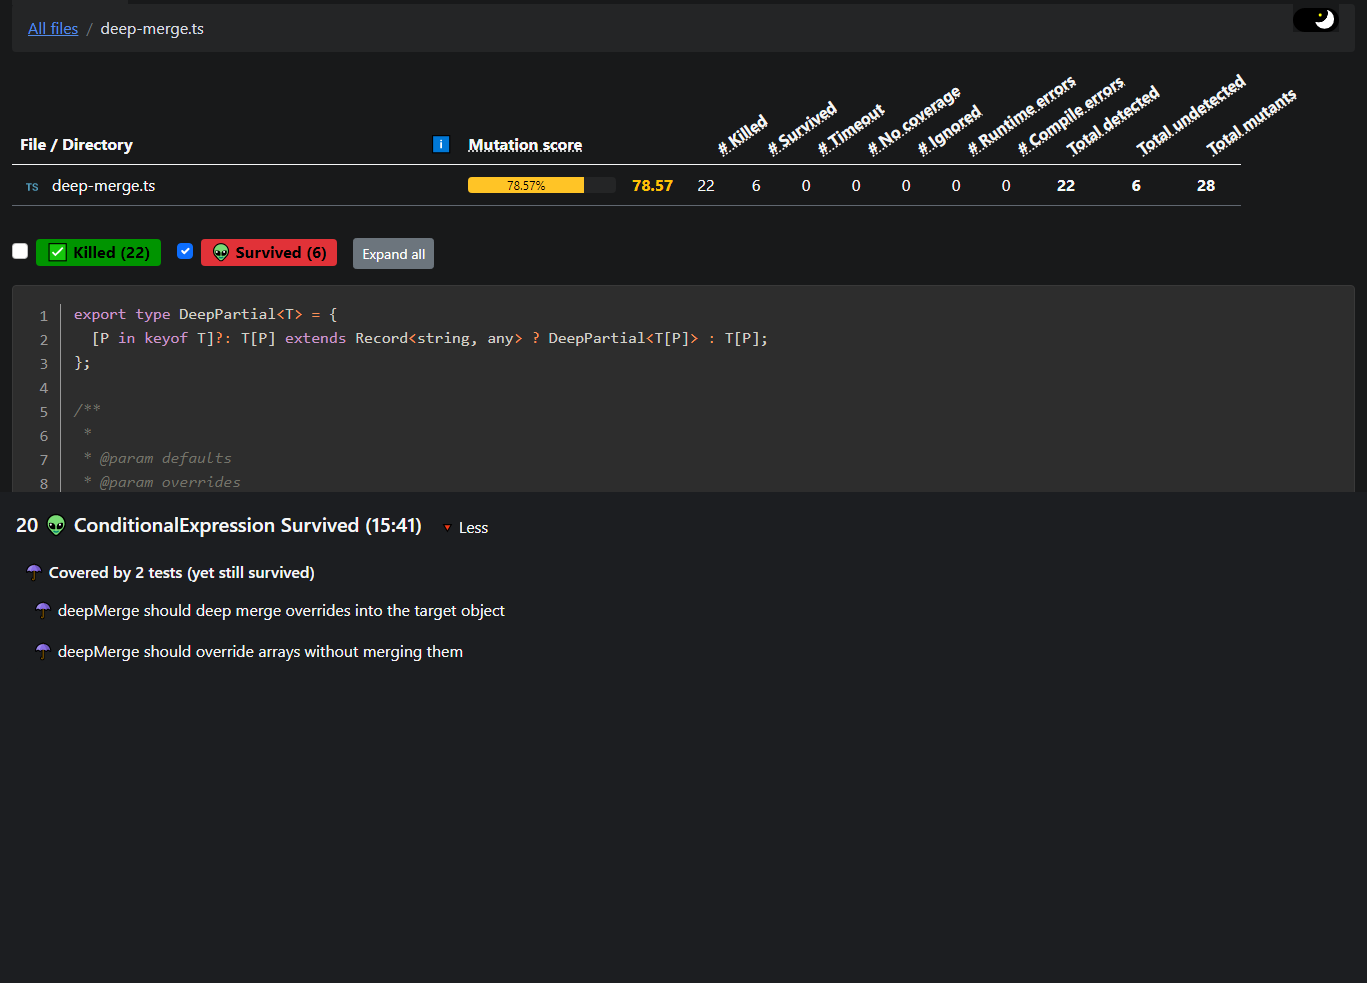 All files / deep-merge.ts
File / Directory
Mutation score
# Killed
# Survived
# Timeout
# No coverage
# Ignored
# Runtime errors
# Compile errors
Total detected
Total undetected
Total mutants
TS deep-merge.ts 78.57% 78.57 22 6 0 0 0 0 0 22 6 28
Killed (22) Survived (6) Expand all
1 export type DeepPartial<T> = {
2 [P in keyof T]?: T[P] extends Record<string, any> ? DeepPartial<T[P]> : T[P];
3 };
4
5 /**
6 *
7 * @param defaults
8 * @param overrides
20 👽 ConditionalExpression Survived (15:41) Less
Covered by 2 tests (yet still survived)
deepMerge should deep merge overrides into the target object
deepMerge should override arrays without merging them